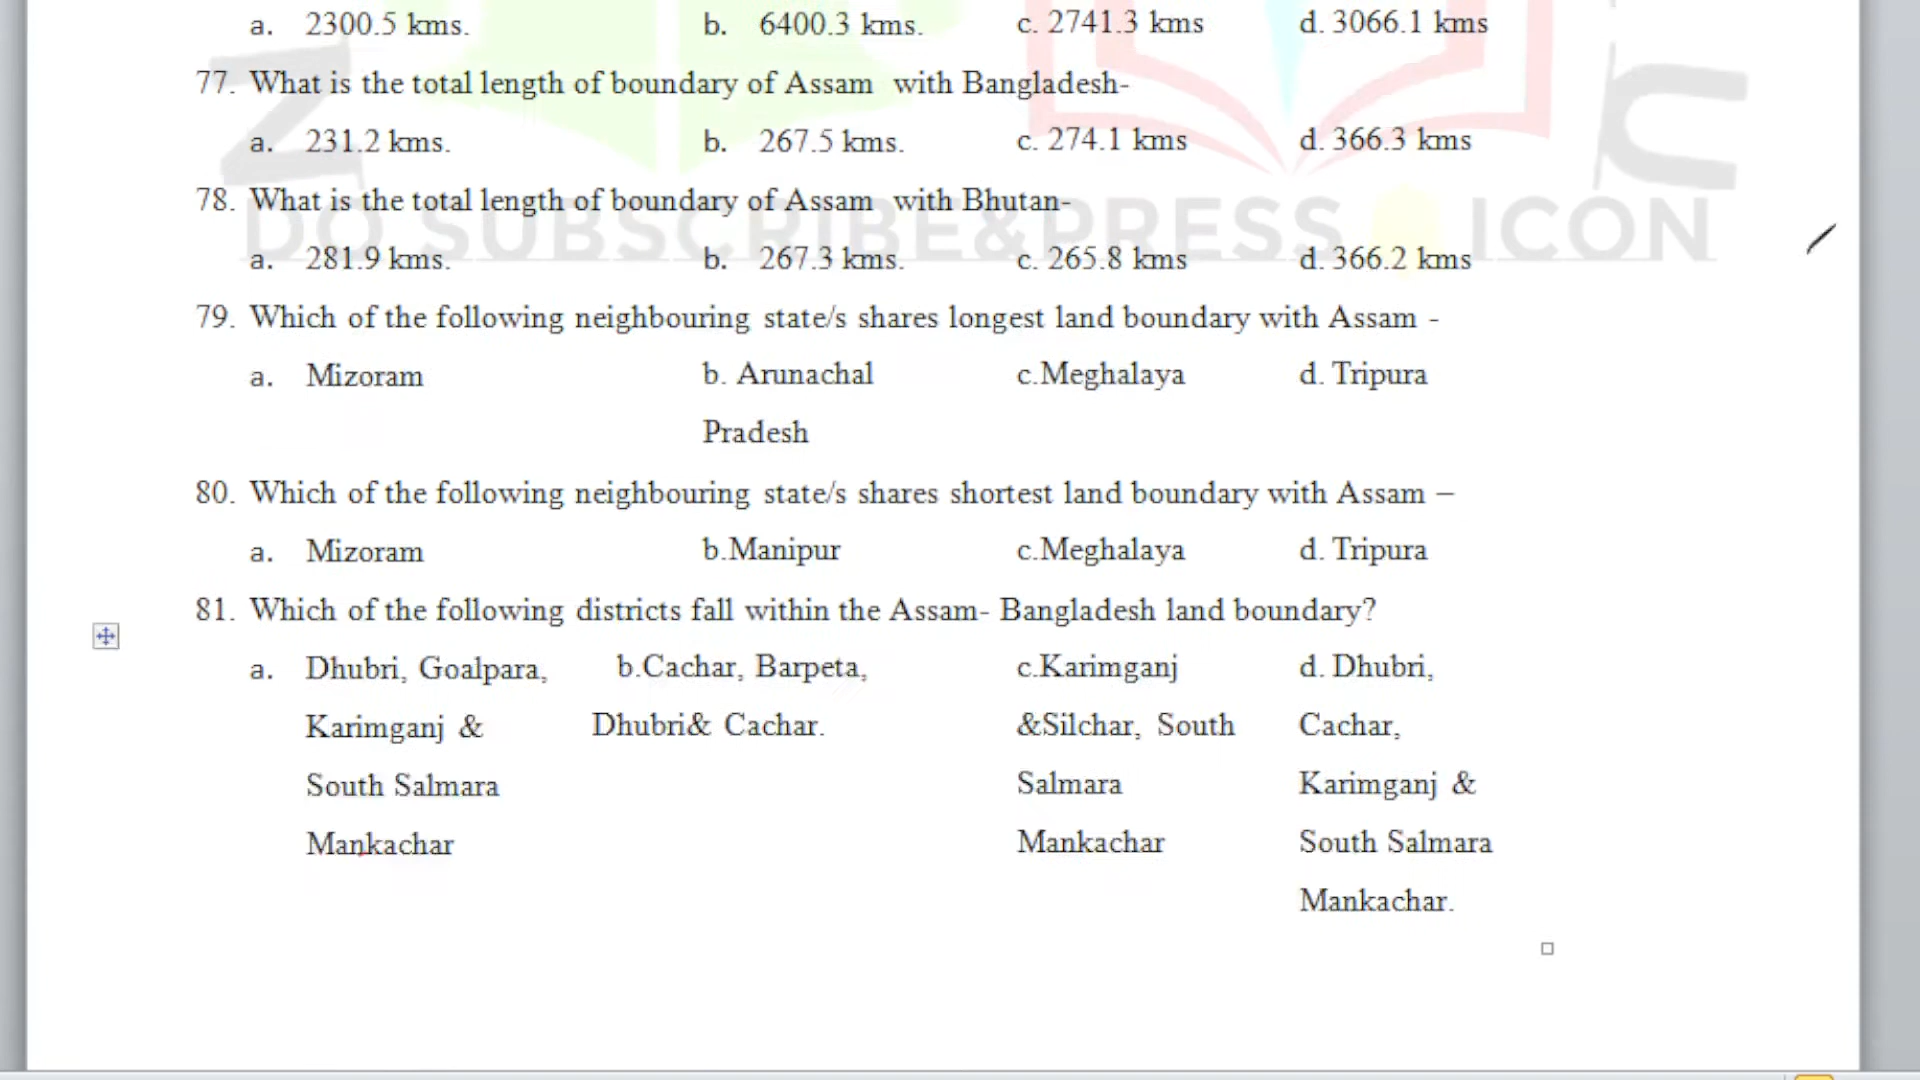 a. 2300.5 kms. b. 6400.3 kms. c. 2741.3 kms d. 3066.1 kms
77. What is the total length of boundary of Assam with Bangladesh-
a. 231.2 kms. b. 267.5 kms. c. 274.1 kms d. 366.3 kms
78. What is the total length of boundary of Assam with Bhutan-
DO SUBSCRIBE&PRESS ICON
a. 281.9 kms. b. 267.3 kms. c. 265.8 kms d. 366.2 kms
79. Which of the following neighbouring state/s shares longest land boundary with Assam -
a. Mizoram b. Arunachal c.Meghalaya d. Tripura
Pradesh
80. Which of the following neighbouring state/s shares shortest land boundary with Assam –
a. Mizoram b.Manipur c.Meghalaya d. Tripura
81. Which of the following districts fall within the Assam- Bangladesh land boundary?
a. Dhubri, Goalpara, b.Cachar, Barpeta, c.Karimganj d. Dhubri,
Karimganj & Dhubri& Cachar. &Silchar, South Cachar,
South Salmara Salmara Karimganj &
Mankachar Mankachar South Salmara
Mankachar.